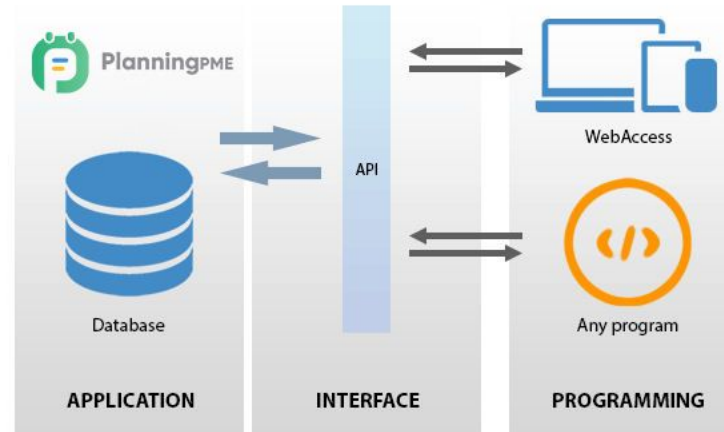 PlanningPME
API
WebAccess
</>
Database
Any program
APPLICATION
INTERFACE
PROGRAMMING